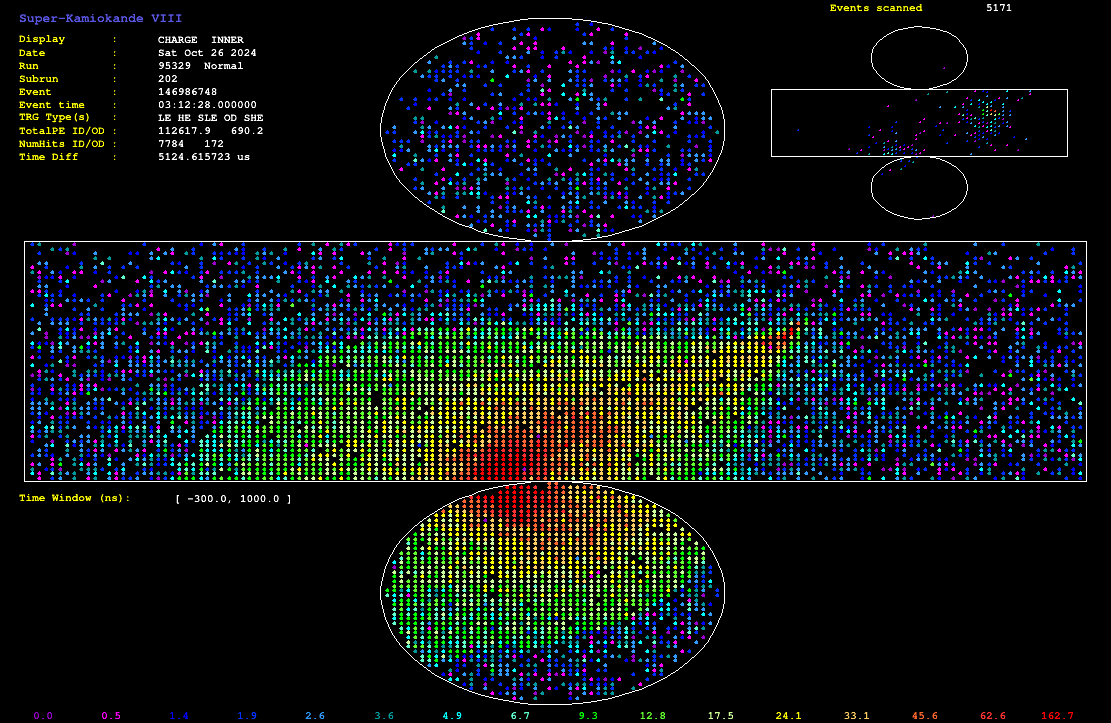 Super-Kamiokande VIII
Events scanned 5171
Display : CHARGE INNER
Date : Sat Oct 26 2024
Run : 95329 Normal
Subrun : 202
Event : 146986748
Event time : 03:12:28.000000
TRG Type(s) : LE HE SLE OD SHE
TotalPE ID/OD : 112617.9 690.2
NumHits ID/OD : 7784 172
Time Diff : 5124.615723 us
Time Window (ns): [ -300.0, 1000.0 ]
0.0 0.5 1.4 1.9 2.6 3.6 4.9 6.7 9.3 12.8 17.5 24.1 33.1 45.6 62.6 162.7